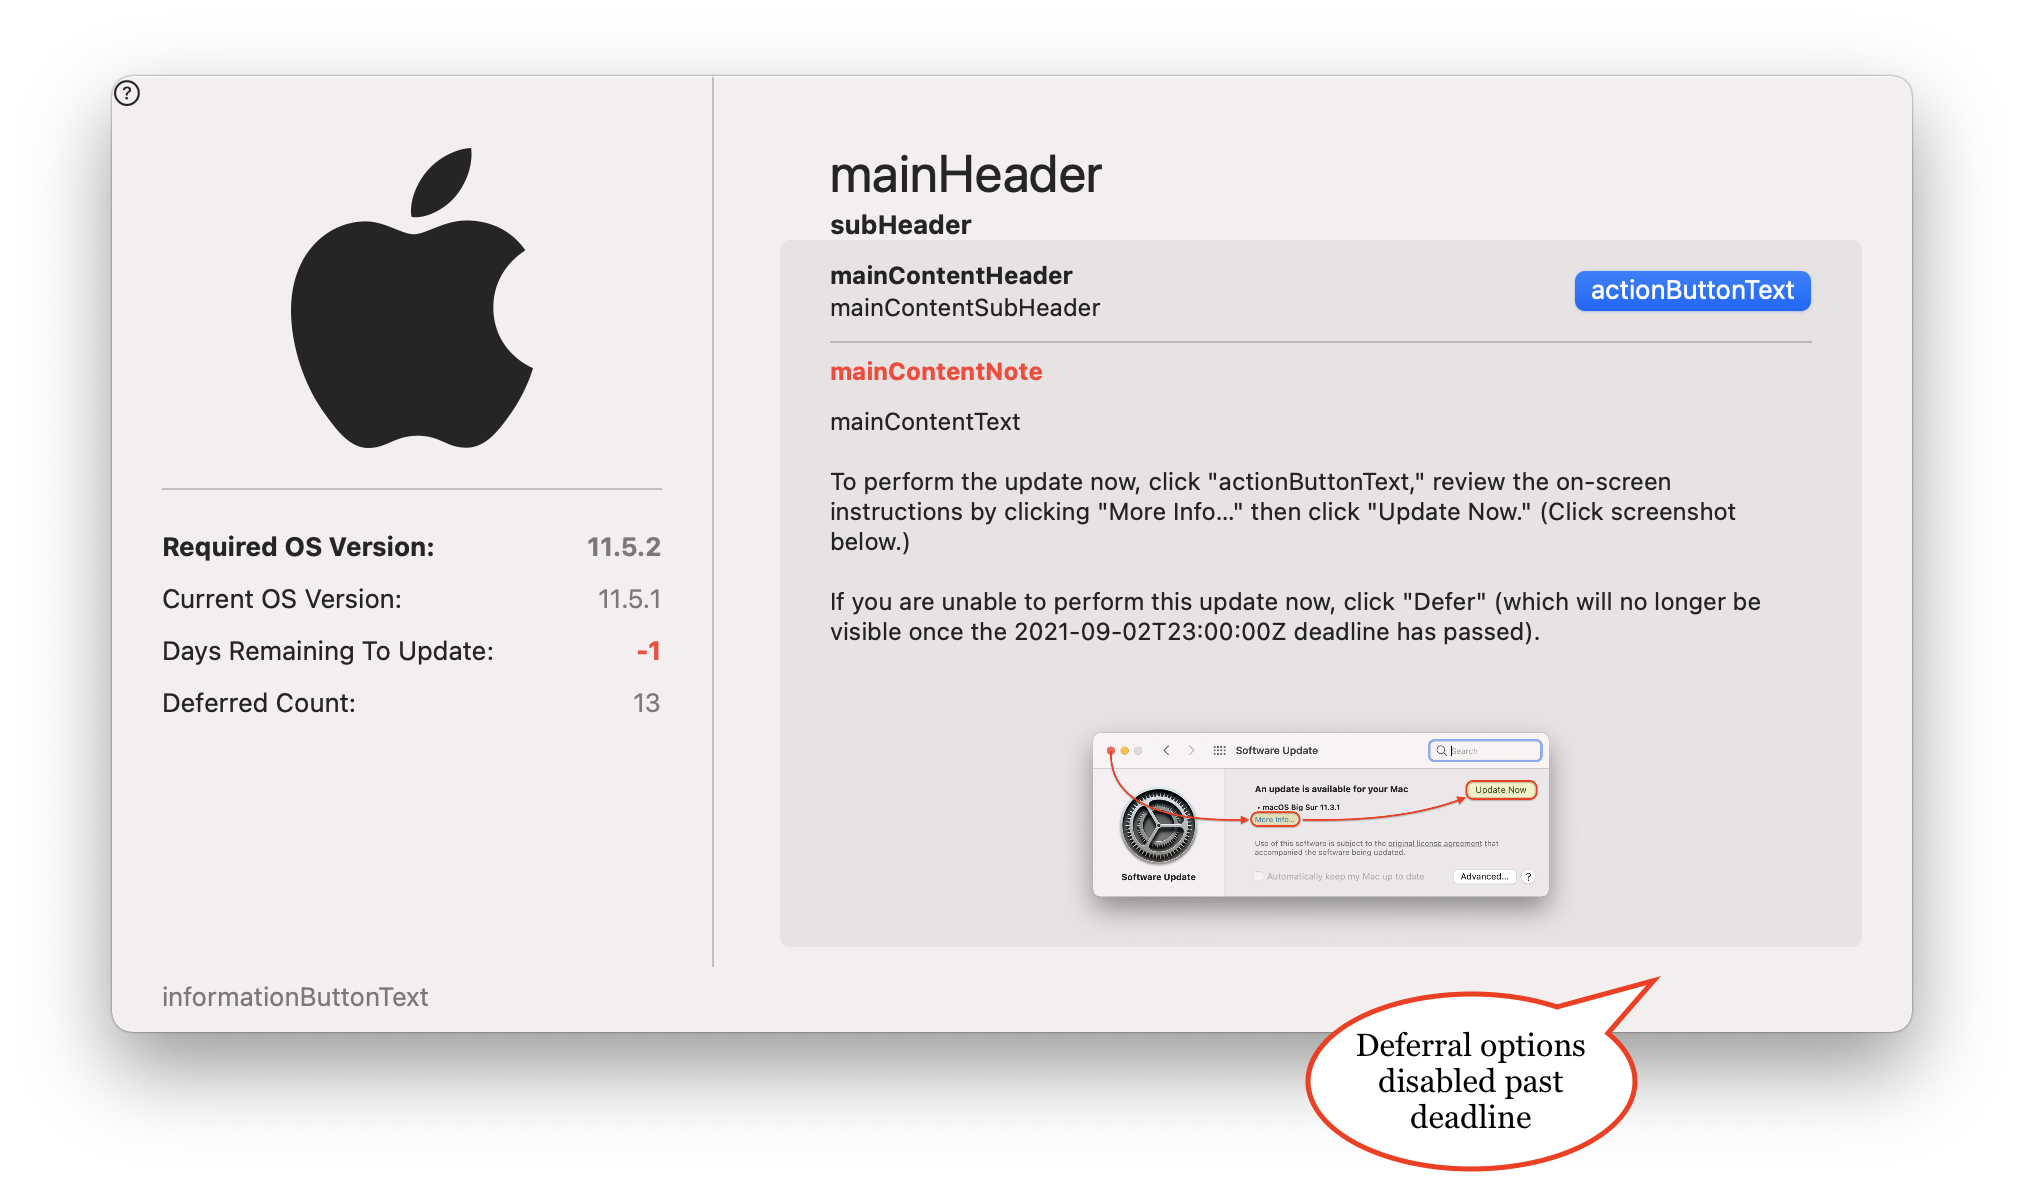 ?
Required OS Version: 11.5.2
Current OS Version: 11.5.1
Days Remaining To Update: -1
Deferred Count: 13
informationButtonText
mainHeader
subHeader
mainContentHeader
mainContentSubHeader
actionButtonText
mainContentNote
mainContentText
To perform the update now, click "actionButtonText," review the on-screen
instructions by clicking "More Info..." then click "Update Now." (Click screenshot
below.)
If you are unable to perform this update now, click "Defer" (which will no longer be
visible once the 2021-09-02T23:00:00Z deadline has passed).
Software Update
Search
An update is available for your Mac
Update Now
• macOS Big Sur 11.3.1
More Info...
Use of this software is subject to the original license agreement that
accompanied the software being updated.
Software Update
Automatically keep my Mac up to date
Advanced...
?
Deferral options
disabled past
deadline